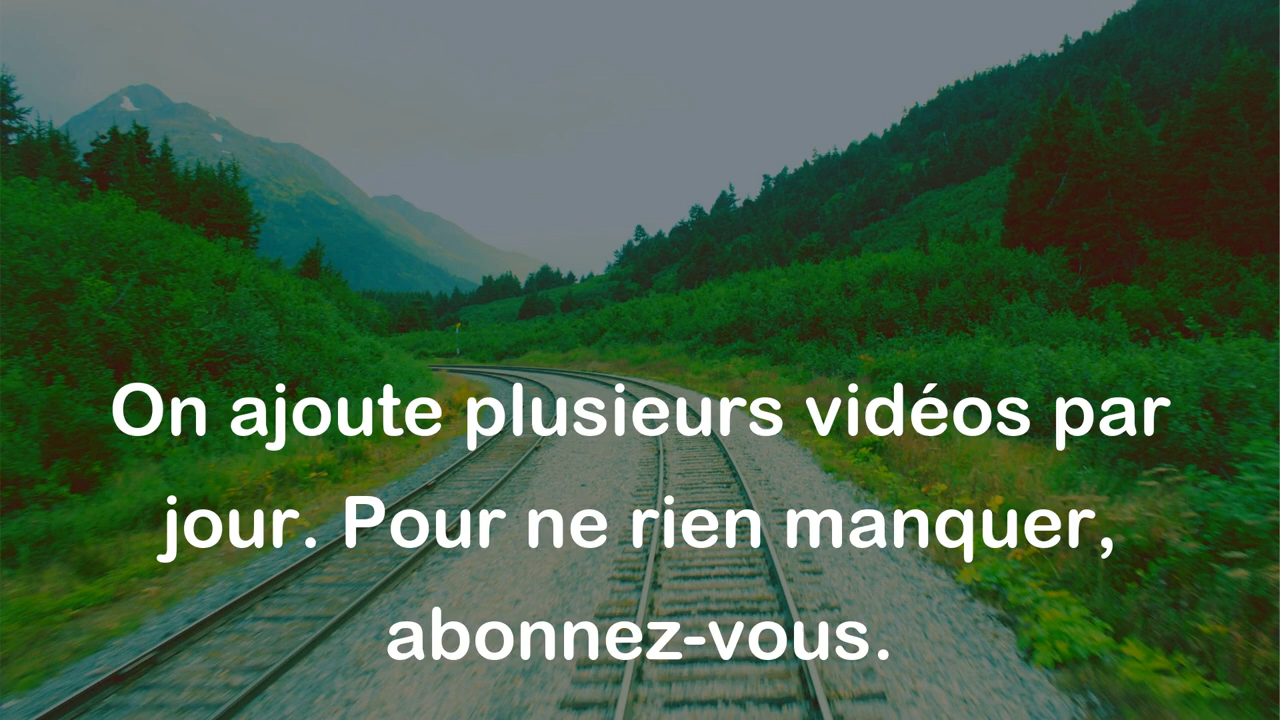 On ajoute plusieurs vidéos par
jour. Pour ne rien manquer,
abonnez-vous.